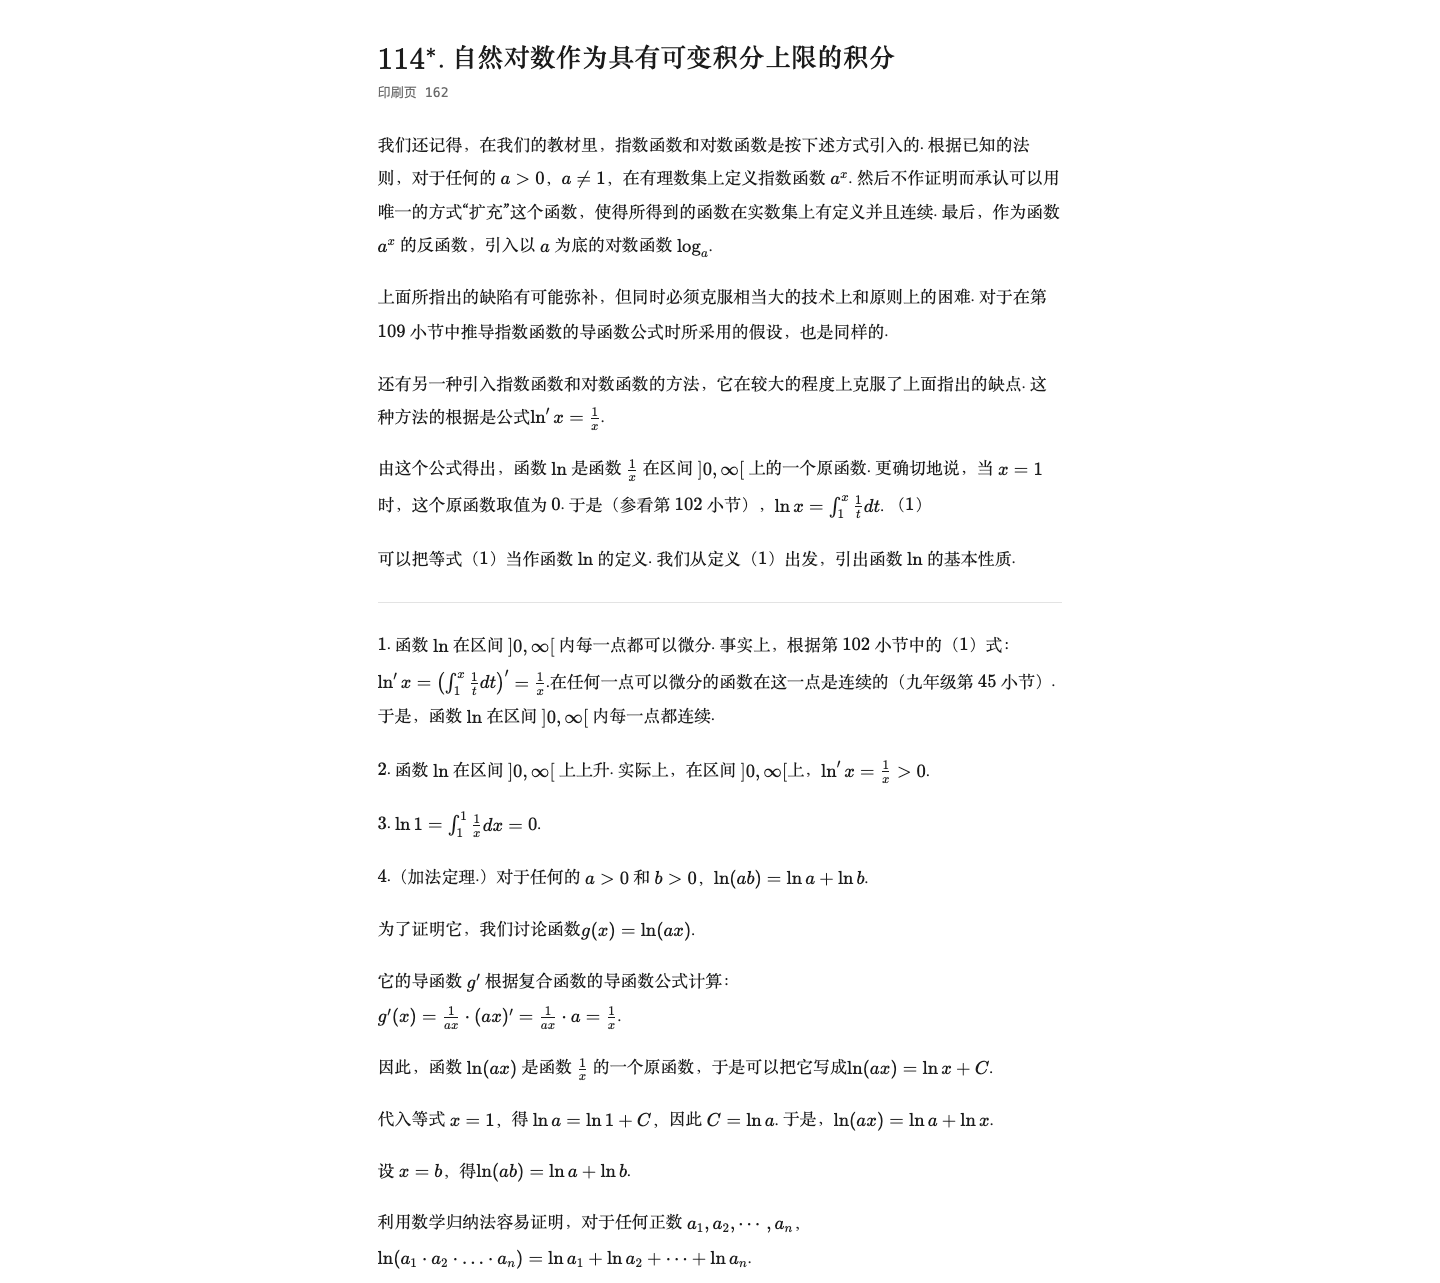 114*. 自然对数作为具有可变积分上限的积分
印刷页 162
我们还记得，在我们的教材里，指数函数和对数函数是按下述方式引入的. 根据已知的法
则，对于任何的 a > 0，a ≠ 1，在有理数集上定义指数函数 aˣ. 然后不作证明而承认可以用
唯一的方式“扩充”这个函数，使得所得到的函数在实数集上有定义并且连续. 最后，作为函数
aˣ 的反函数，引入以 a 为底的对数函数 logₐ.
上面所指出的缺陷有可能弥补，但同时必须克服相当大的技术上和原则上的困难. 对于在第
109 小节中推导指数函数的导函数公式时所采用的假设，也是同样的.
还有另一种引入指数函数和对数函数的方法，它在较大的程度上克服了上面指出的缺点. 这
种方法的根据是公式ln′ x = 1/x.
由这个公式得出，函数 ln 是函数 1/x 在区间 ]0, ∞[ 上的一个原函数. 更确切地说，当 x = 1
时，这个原函数取值为 0. 于是（参看第 102 小节），ln x = ∫₁ˣ 1/t dt.（1）
可以把等式（1）当作函数 ln 的定义. 我们从定义（1）出发，引出函数 ln 的基本性质.
1. 函数 ln 在区间 ]0, ∞[ 内每一点都可以微分. 事实上，根据第 102 小节中的（1）式：
ln′ x = (∫₁ˣ 1/t dt)′ = 1/x.在任何一点可以微分的函数在这一点是连续的（九年级第 45 小节）.
于是，函数 ln 在区间 ]0, ∞[ 内每一点都连续.
2. 函数 ln 在区间 ]0, ∞[ 上上升. 实际上，在区间 ]0, ∞[上，ln′ x = 1/x > 0.
3. ln 1 = ∫₁¹ 1/x dx = 0.
4.（加法定理.）对于任何的 a > 0 和 b > 0，ln(ab) = ln a + ln b.
为了证明它，我们讨论函数g(x) = ln(ax).
它的导函数 g′ 根据复合函数的导函数公式计算：
g′(x) = 1/ax · (ax)′ = 1/ax · a = 1/x.
因此，函数 ln(ax) 是函数 1/x 的一个原函数，于是可以把它写成ln(ax) = ln x + C.
代入等式 x = 1，得 ln a = ln 1 + C，因此 C = ln a. 于是，ln(ax) = ln a + ln x.
设 x = b，得ln(ab) = ln a + ln b.
利用数学归纳法容易证明，对于任何正数 a₁, a₂, ⋯ , aₙ，
ln(a₁ · a₂ · … · aₙ) = ln a₁ + ln a₂ + ⋯ + ln aₙ.